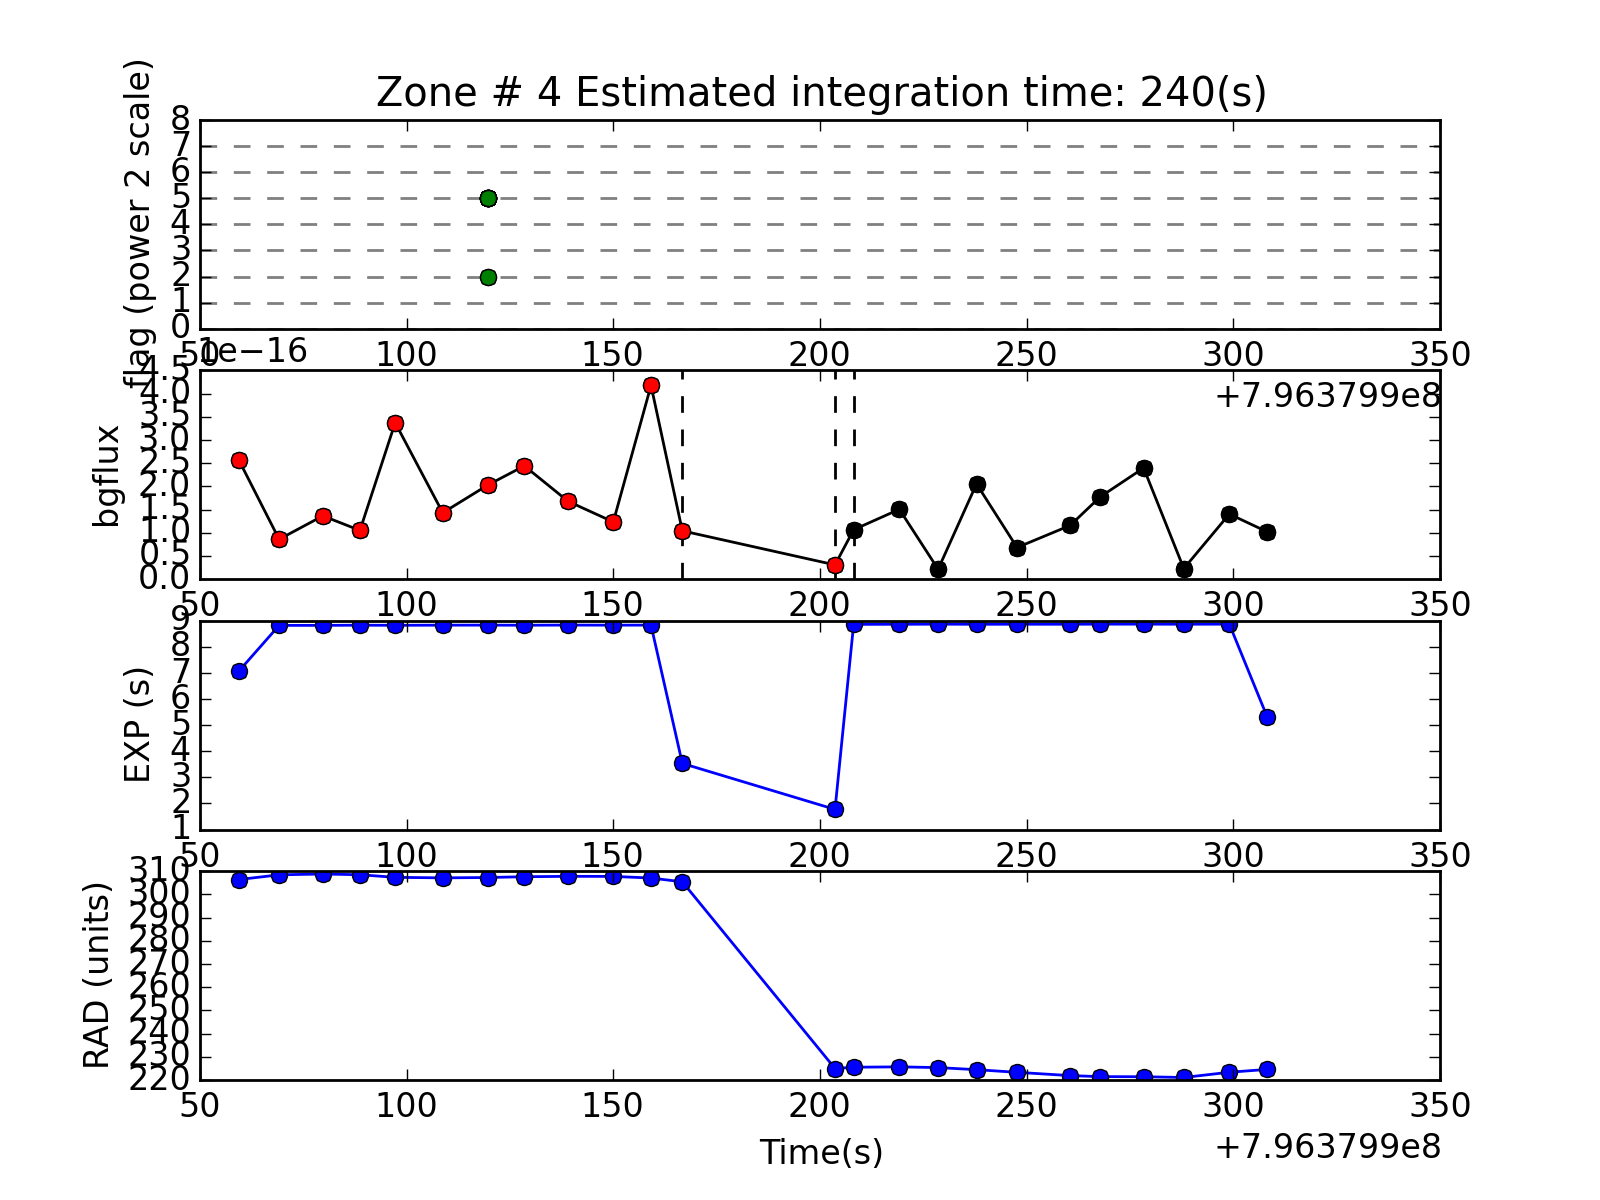 Zone # 4 Estimated integration time: 240(s)
flag (power 2 scale)
8
7
6
5
4
3
2
1
0
50 100 150 200 250 300 350
1e−16
+7.963799e8
bgflux
4.5
4.0
3.5
3.0
2.5
2.0
1.5
1.0
0.5
0.0
50 100 150 200 250 300 350
EXP (s)
9
8
7
6
5
4
3
2
1
50 100 150 200 250 300 350
RAD (units)
310
300
290
280
270
260
250
240
230
220
50 100 150 200 250 300 350
Time(s)
+7.963799e8